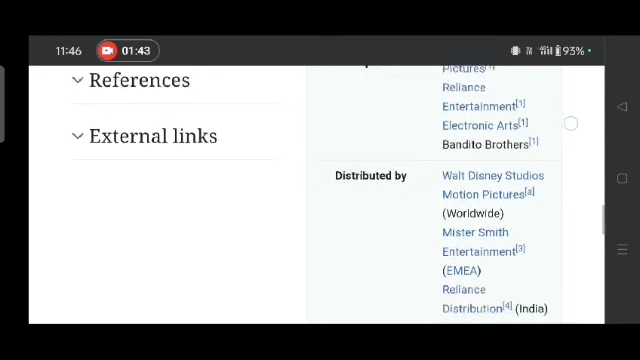 11:46
01:43
93%
References
External links
Pictures
Reliance
Entertainment[1]
Electronic Arts[1]
Bandito Brothers[1]
Distributed by
Walt Disney Studios
Motion Pictures[a]
(Worldwide)
Mister Smith
Entertainment[3]
(EMEA)
Reliance
Distribution[4] (India)